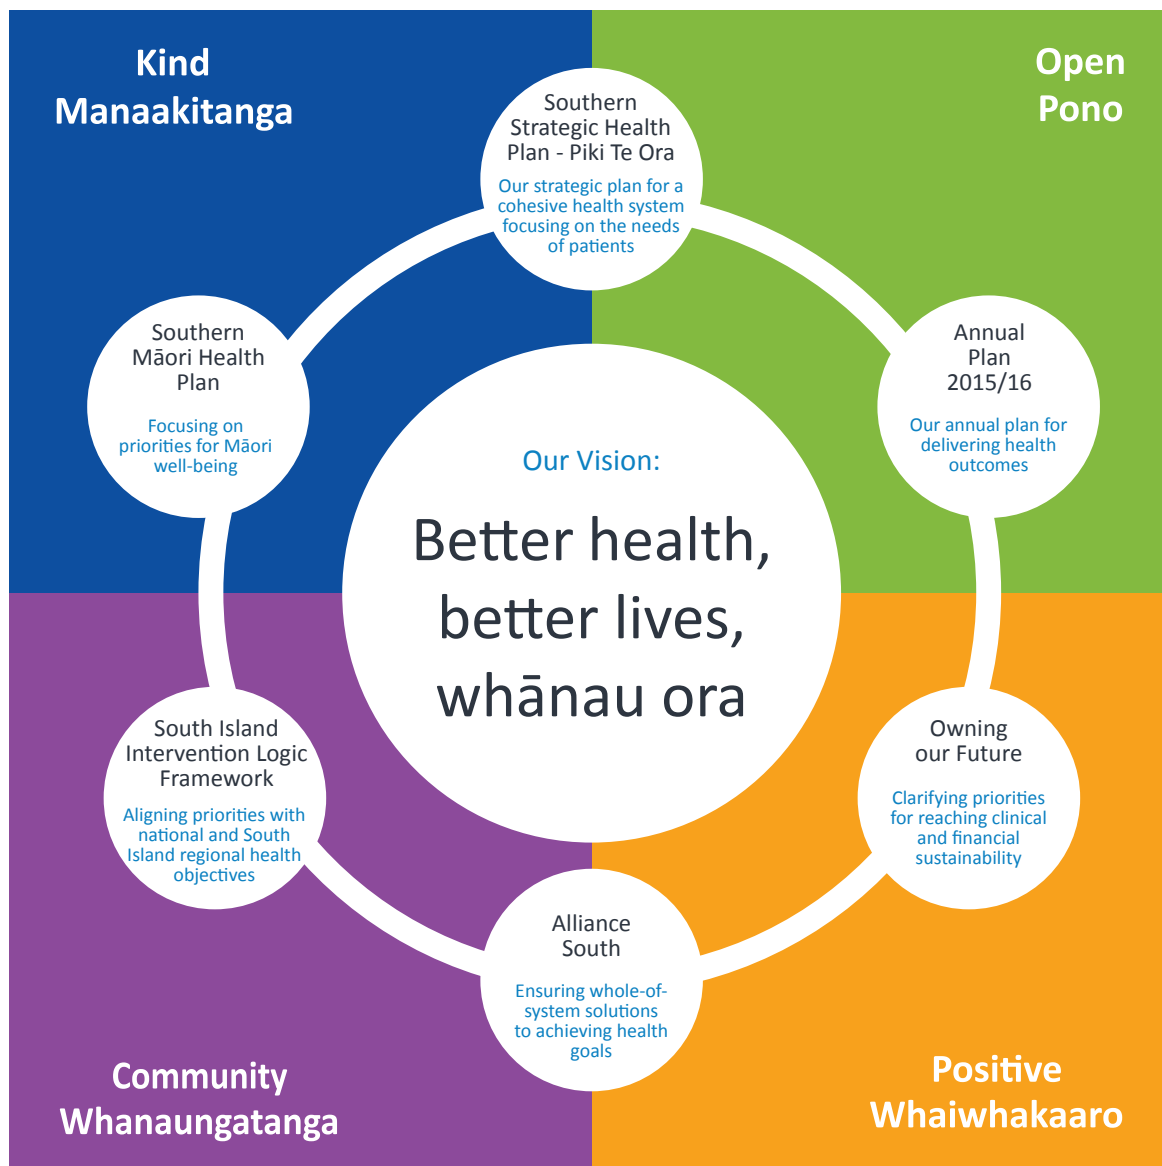 Kind
Manaakitanga
Open
Pono
Southern
Strategic Health
Plan - Piki Te Ora
Our strategic plan for a
cohesive health system
focusing on the needs
of patients
Southern
Māori Health
Plan
Focusing on
priorities for Māori
well-being
Annual
Plan
2015/16
Our annual plan for
delivering health
outcomes
Our Vision:
Better health,
better lives,
whānau ora
South Island
Intervention Logic
Framework
Aligning priorities with
national and South
Island regional health
objectives
Owning
our Future
Clarifying priorities
for reaching clinical
and financial
sustainability
Alliance
South
Ensuring whole-of-
system solutions
to achieving health
goals
Community
Whanaungatanga
Positive
Whaiwhakaaro